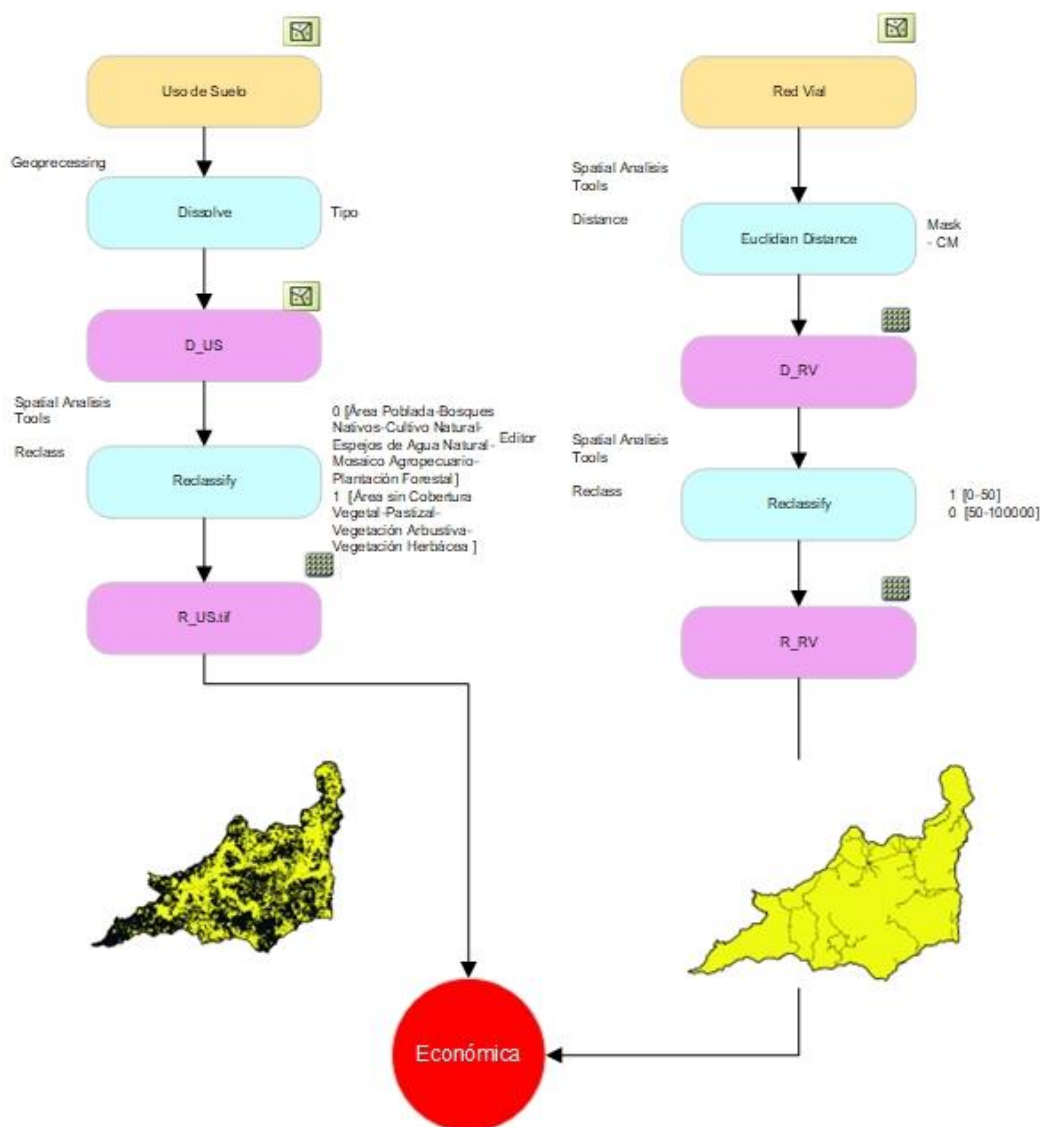 Uso de Suelo
Geoprecessing
Dissolve
Tipo
D_US
Spatial Analisis
Tools
Reclass
Reclassify
0 [Área Poblada-Bosques
Nativos-Cultivo Natural-
Espejos de Agua Natural-
Mosaico Agropecuario-
Plantación Forestal]
1 [Área sin Cobertura
Vegetal-Pastizal-
Vegetación Arbustiva-
Vegetación Herbácea ]
Editor
R_US.tif
Red Vial
Spatial Analisis
Tools
Distance
Euclidian Distance
Mask
- CM
D_RV
Spatial Analisis
Tools
Reclass
Reclassify
1 [0-50]
0 [50-100000]
R_RV
Económica